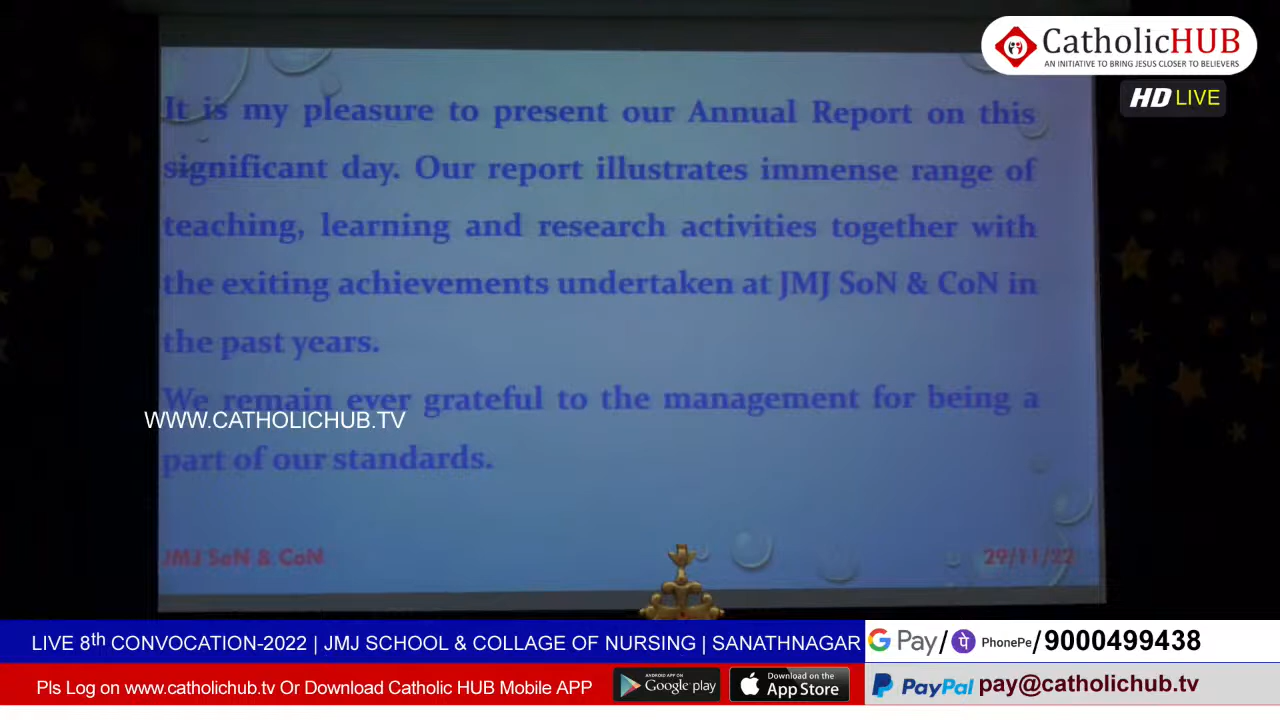 CatholicHUB
AN INITIATIVE TO BRING JESUS CLOSER TO BELIEVERS
HD LIVE
It is my pleasure to present our Annual Report on this
significant day. Our report illustrates immense range of
teaching, learning and research activities together with
the exiting achievements undertaken at JMJ SoN & CoN in
the past years.
We remain ever grateful to the management for being a
WWW.CATHOLICHUB.TV
part of our standards.
JMJ SoN & CoN
29/11/22
LIVE 8th CONVOCATION-2022 | JMJ SCHOOL & COLLAGE OF NURSING | SANATHNAGAR
G Pay/ पे PhonePe/9000499438
Pls Log on www.catholichub.tv Or Download Catholic HUB Mobile APP
ANDROID APP ON
Google play
Download on the
App Store
PayPal pay@catholichub.tv